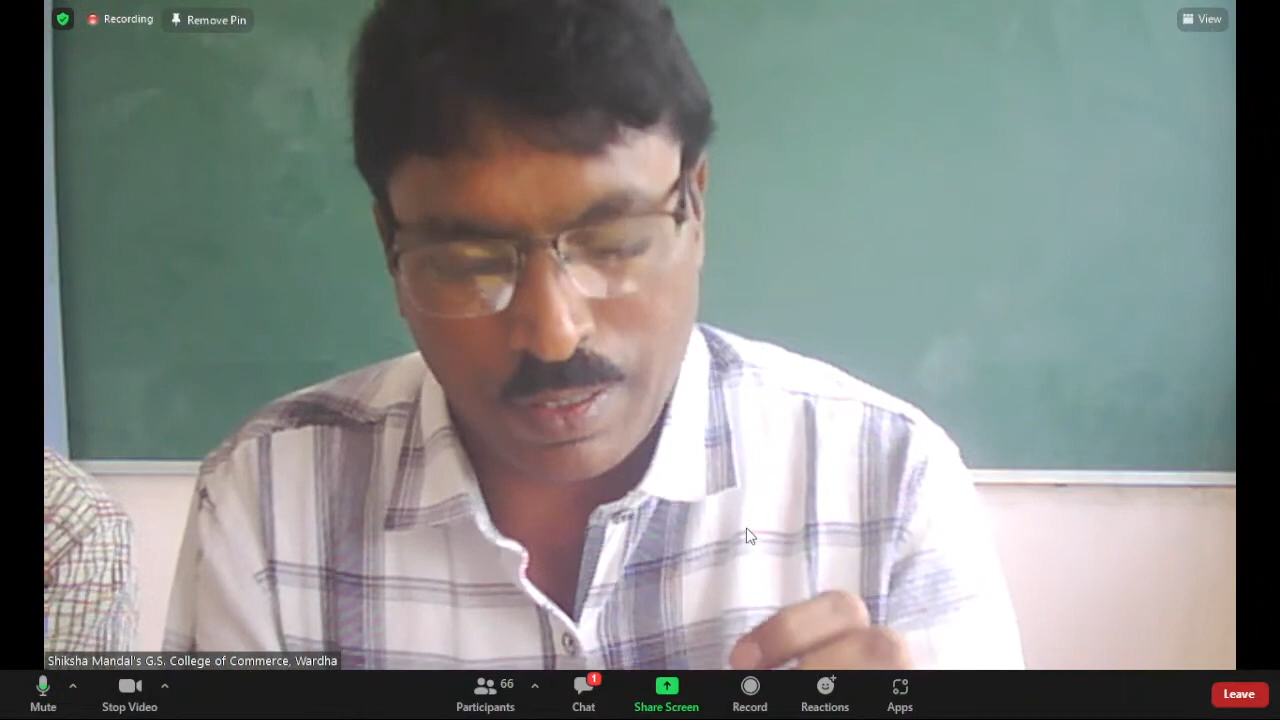 Recording Remove Pin View
Shiksha Mandal's G.S. College of Commerce, Wardha
66 1
Mute Stop Video Participants Chat Share Screen Record Reactions Apps Leave